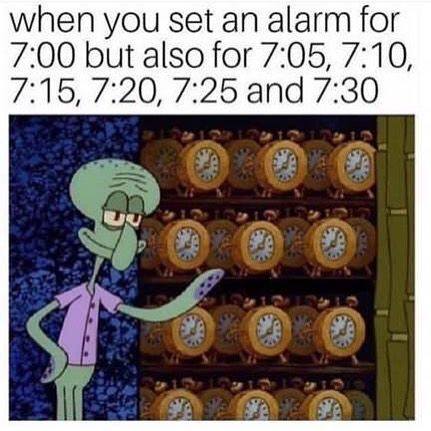 when you set an alarm for
7:00 but also for 7:05, 7:10,
7:15, 7:20, 7:25 and 7:30